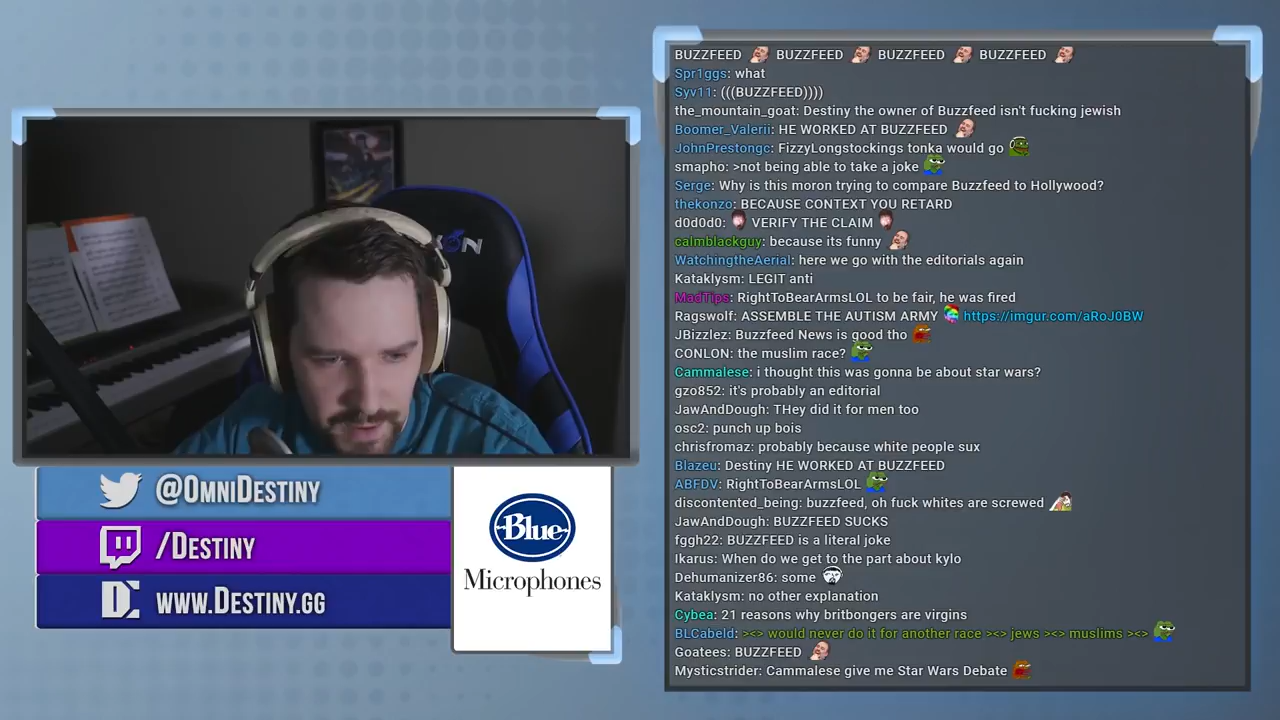 @OmniDestiny
/Destiny
www.Destiny.gg
Blue
Microphones
BUZZFEED BUZZFEED BUZZFEED BUZZFEED
Spr1ggs: what
Syv11: (((BUZZFEED))))
the_mountain_goat: Destiny the owner of Buzzfeed isn't fucking jewish
Boomer_Valerii: HE WORKED AT BUZZFEED
JohnPrestongc: FizzyLongstockings tonka would go
smapho: >not being able to take a joke
Serge: Why is this moron trying to compare Buzzfeed to Hollywood?
thekonzo: BECAUSE CONTEXT YOU RETARD
d0d0d0: VERIFY THE CLAIM
calmblackguy: because its funny
WatchingtheAerial: here we go with the editorials again
Kataklysm: LEGIT anti
MadTips: RightToBearArmsLOL to be fair, he was fired
Ragswolf: ASSEMBLE THE AUTISM ARMY https://imgur.com/aRoJ0BW
JBizzlez: Buzzfeed News is good tho
CONLON: the muslim race?
Cammalese: i thought this was gonna be about star wars?
gzo852: it's probably an editorial
JawAndDough: THey did it for men too
osc2: punch up bois
chrisfromaz: probably because white people sux
Blazeu: Destiny HE WORKED AT BUZZFEED
ABFDV: RightToBearArmsLOL
discontented_being: buzzfeed, oh fuck whites are screwed
JawAndDough: BUZZFEED SUCKS
fggh22: BUZZFEED is a literal joke
Ikarus: When do we get to the part about kylo
Dehumanizer86: some
Kataklysm: no other explanation
Cybea: 21 reasons why britbongers are virgins
BLCabeld: ><> would never do it for another race ><> jews ><> muslims ><>
Goatees: BUZZFEED
Mysticstrider: Cammalese give me Star Wars Debate